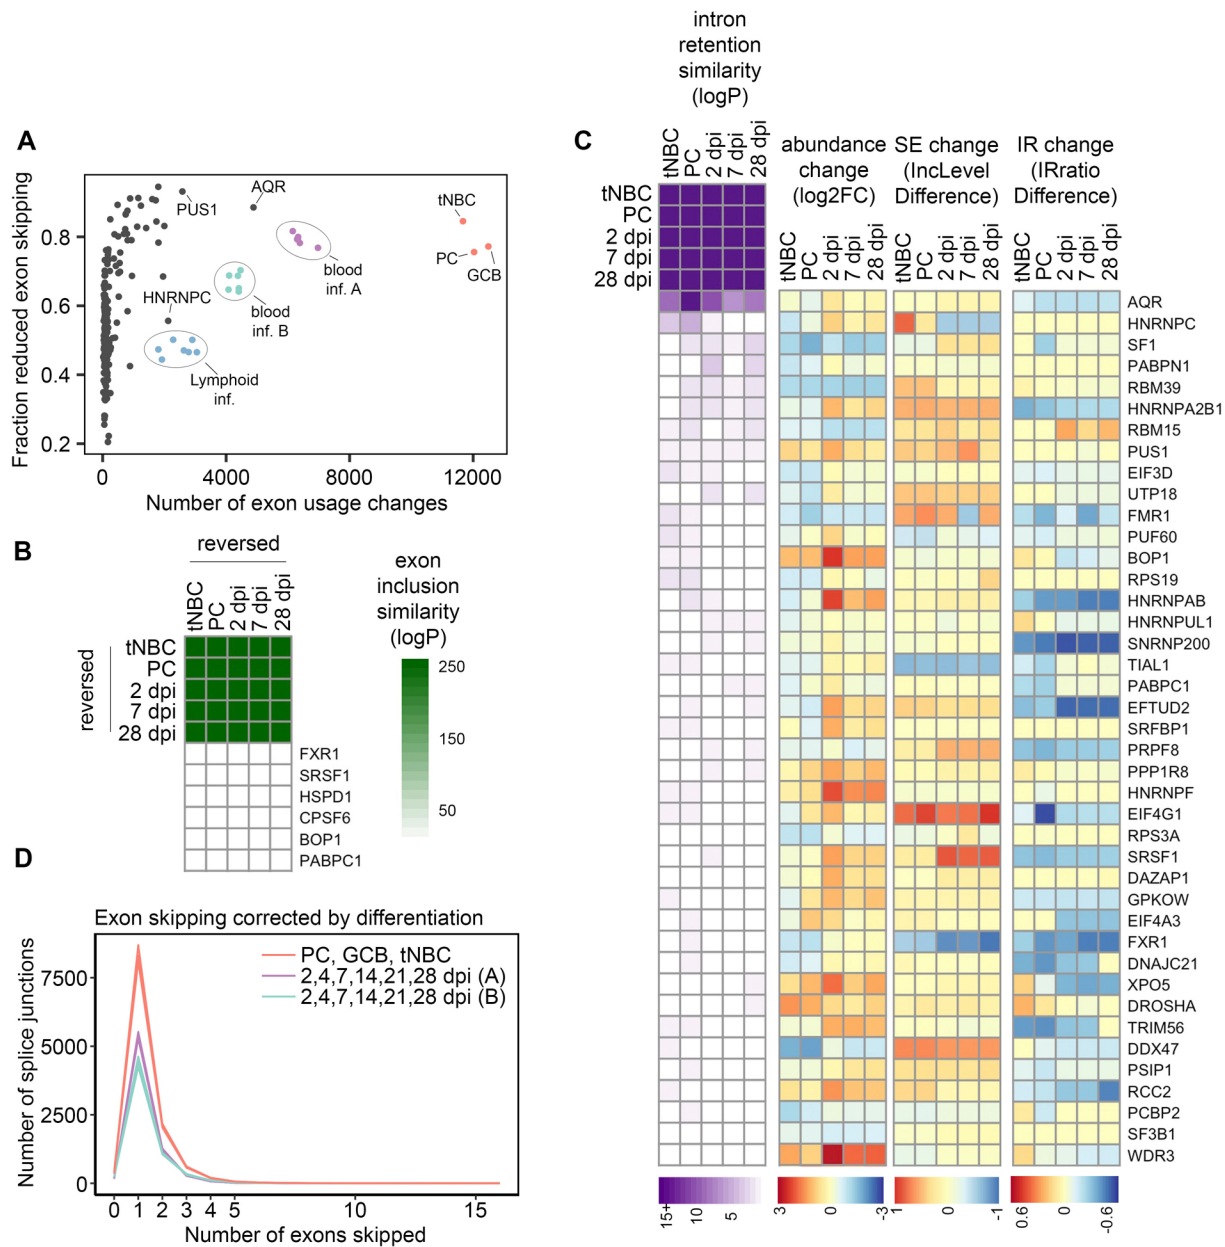 A
Fraction reduced exon skipping
0.8
0.6
0.4
0.2
0
4000
8000
12000
Number of exon usage changes
PUS1
AQR
tNBC
PC
GCB
blood
inf. A
HNRNPC
blood
inf. B
Lymphoid
inf.
B
reversed
tNBC
PC
2 dpi
7 dpi
28 dpi
reversed
tNBC
PC
2 dpi
7 dpi
28 dpi
FXR1
SRSF1
HSPD1
CPSF6
BOP1
PABPC1
exon
inclusion
similarity
(logP)
250
150
50
C
intron
retention
similarity
(logP)
tNBC
PC
2 dpi
7 dpi
28 dpi
tNBC
PC
2 dpi
7 dpi
28 dpi
abundance
change
(log2FC)
tNBC
PC
2 dpi
7 dpi
28 dpi
SE change
(IncLevel
Difference)
tNBC
PC
2 dpi
7 dpi
28 dpi
IR change
(IRratio
Difference)
tNBC
PC
2 dpi
7 dpi
28 dpi
AQR
HNRNPC
SF1
PABPN1
RBM39
HNRNPA2B1
RBM15
PUS1
EIF3D
UTP18
FMR1
PUF60
BOP1
RPS19
HNRNPAB
HNRNPUL1
SNRNP200
TIAL1
PABPC1
EFTUD2
SRFBP1
PRPF8
PPP1R8
HNRNPF
EIF4G1
RPS3A
SRSF1
DAZAP1
GPKOW
EIF4A3
FXR1
DNAJC21
XPO5
DROSHA
TRIM56
DDX47
PSIP1
RCC2
PCBP2
SF3B1
WDR3
15+
10
5
3
0
-3
1
0
-1
0.6
0
-0.6
D
Exon skipping corrected by differentiation
Number of splice junctions
7500
5000
2500
0
PC, GCB, tNBC
2,4,7,14,21,28 dpi (A)
2,4,7,14,21,28 dpi (B)
0 1 2 3 4 5 10 15
Number of exons skipped